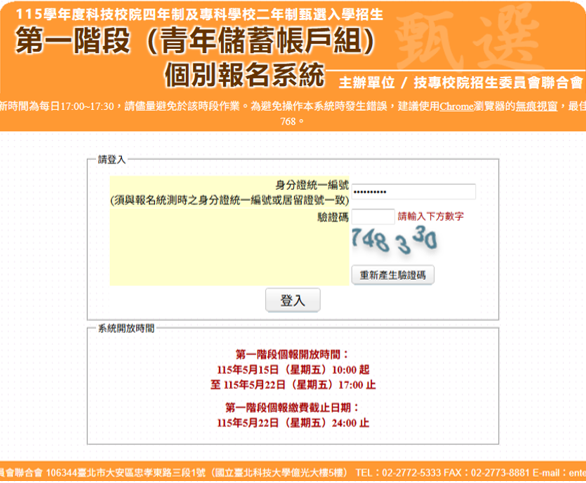 115學年度科技校院四年制及專科學校二年制甄選入學招生
第一階段（青年儲蓄帳戶組）
個別報名系統
主辦單位 / 技專校院招生委員會聯合會
甄選
新時間為每日17:00~17:30，請儘量避免於該時段作業。為避免操作本系統時發生錯誤，建議使用Chrome瀏覽器的無痕視窗，最佳
768。
請登入
身分證統一編號
(須與報名統測時之身分證統一編號或居留證號一致)
驗證碼
請輸入下方數字
748330
重新產生驗證碼
登入
系統開放時間
第一階段個報開放時間：
115年5月15日（星期五）10:00 起
至 115年5月22日（星期五）17:00 止
第一階段個報繳費截止日期：
115年5月22日（星期五）24:00 止
員會聯合會 106344臺北市大安區忠孝東路三段1號（國立臺北科技大學億光大樓5樓） TEL：02-2772-5333 FAX：02-2773-8881 E-mail：ente